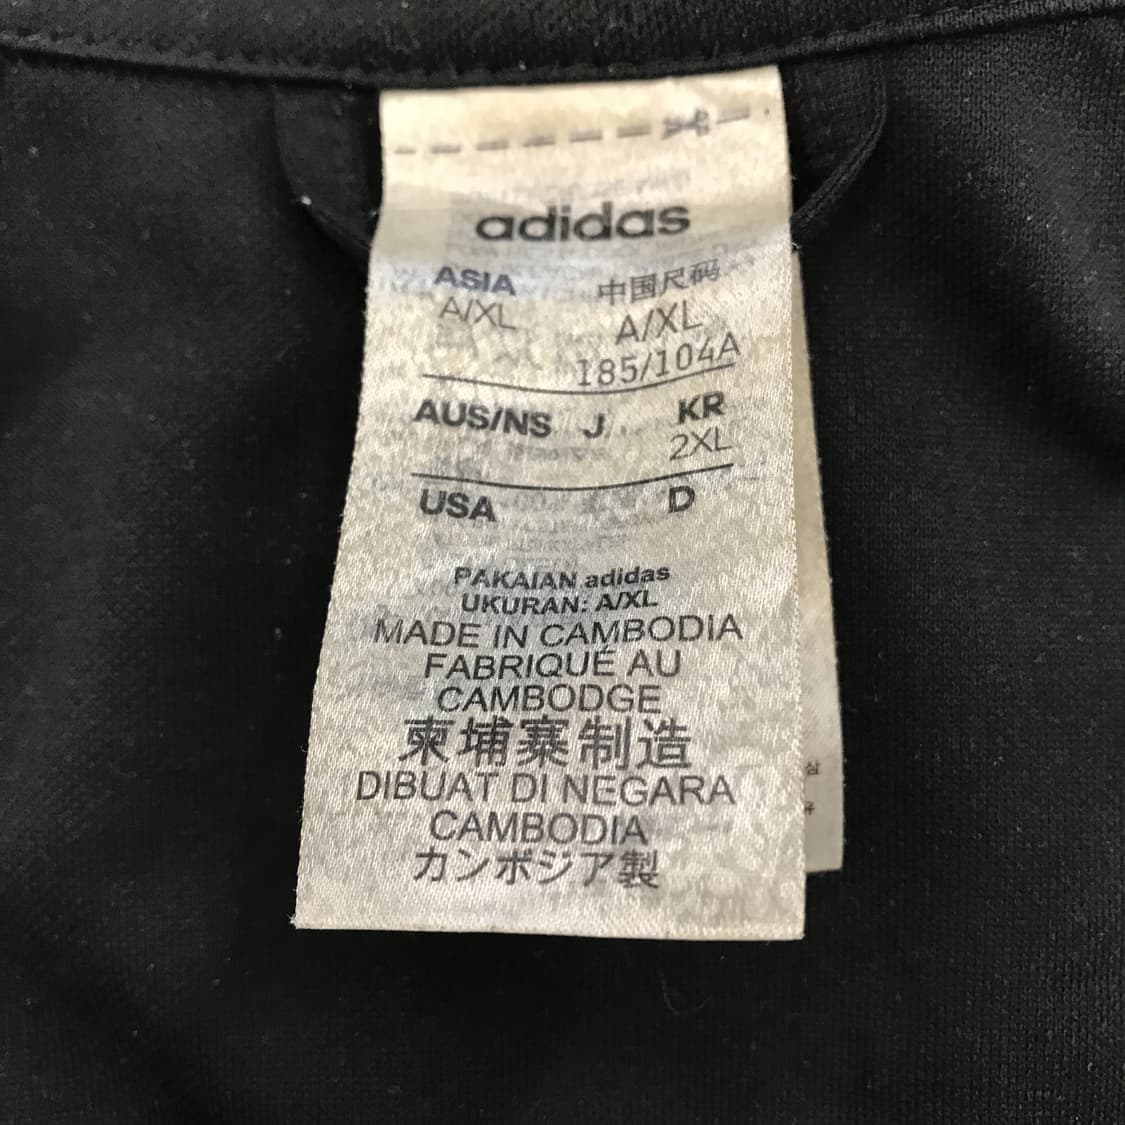 adidas
ASIA 中国尺码
A/XL A/XL
185/104A
AUS/NS J KR
2XL
USA D
PAKAIAN adidas
UKURAN: A/XL
MADE IN CAMBODIA
FABRIQUÉ AU
CAMBODGE
柬埔寨制造
DIBUAT DI NEGARA
CAMBODIA
カンボジア製